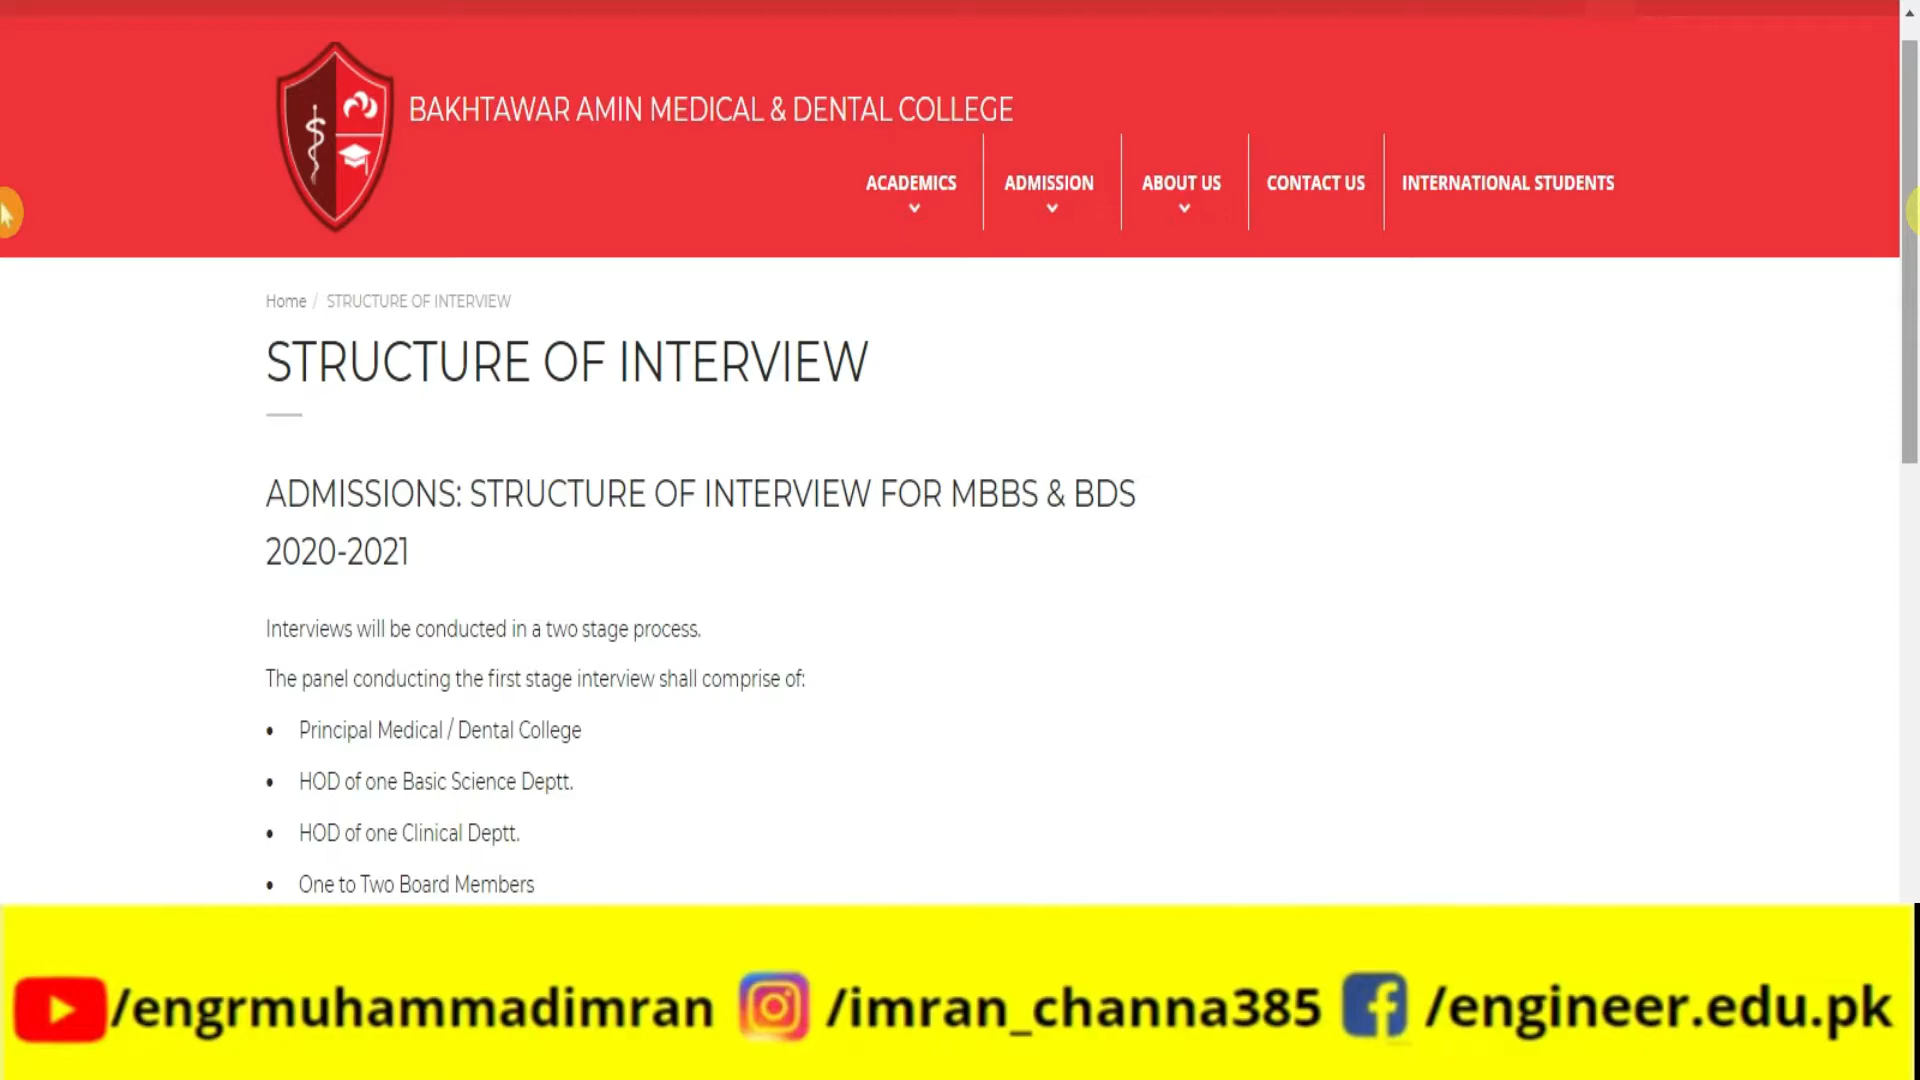 BAKHTAWAR AMIN MEDICAL & DENTAL COLLEGE
ACADEMICS
ADMISSION
ABOUT US
CONTACT US
INTERNATIONAL STUDENTS
Home / STRUCTURE OF INTERVIEW
STRUCTURE OF INTERVIEW
ADMISSIONS: STRUCTURE OF INTERVIEW FOR MBBS & BDS
2020-2021
Interviews will be conducted in a two stage process.
The panel conducting the first stage interview shall comprise of:
• Principal Medical / Dental College
• HOD of one Basic Science Deptt.
• HOD of one Clinical Deptt.
• One to Two Board Members
/engrmuhammadimran /imran_channa385 /engineer.edu.pk